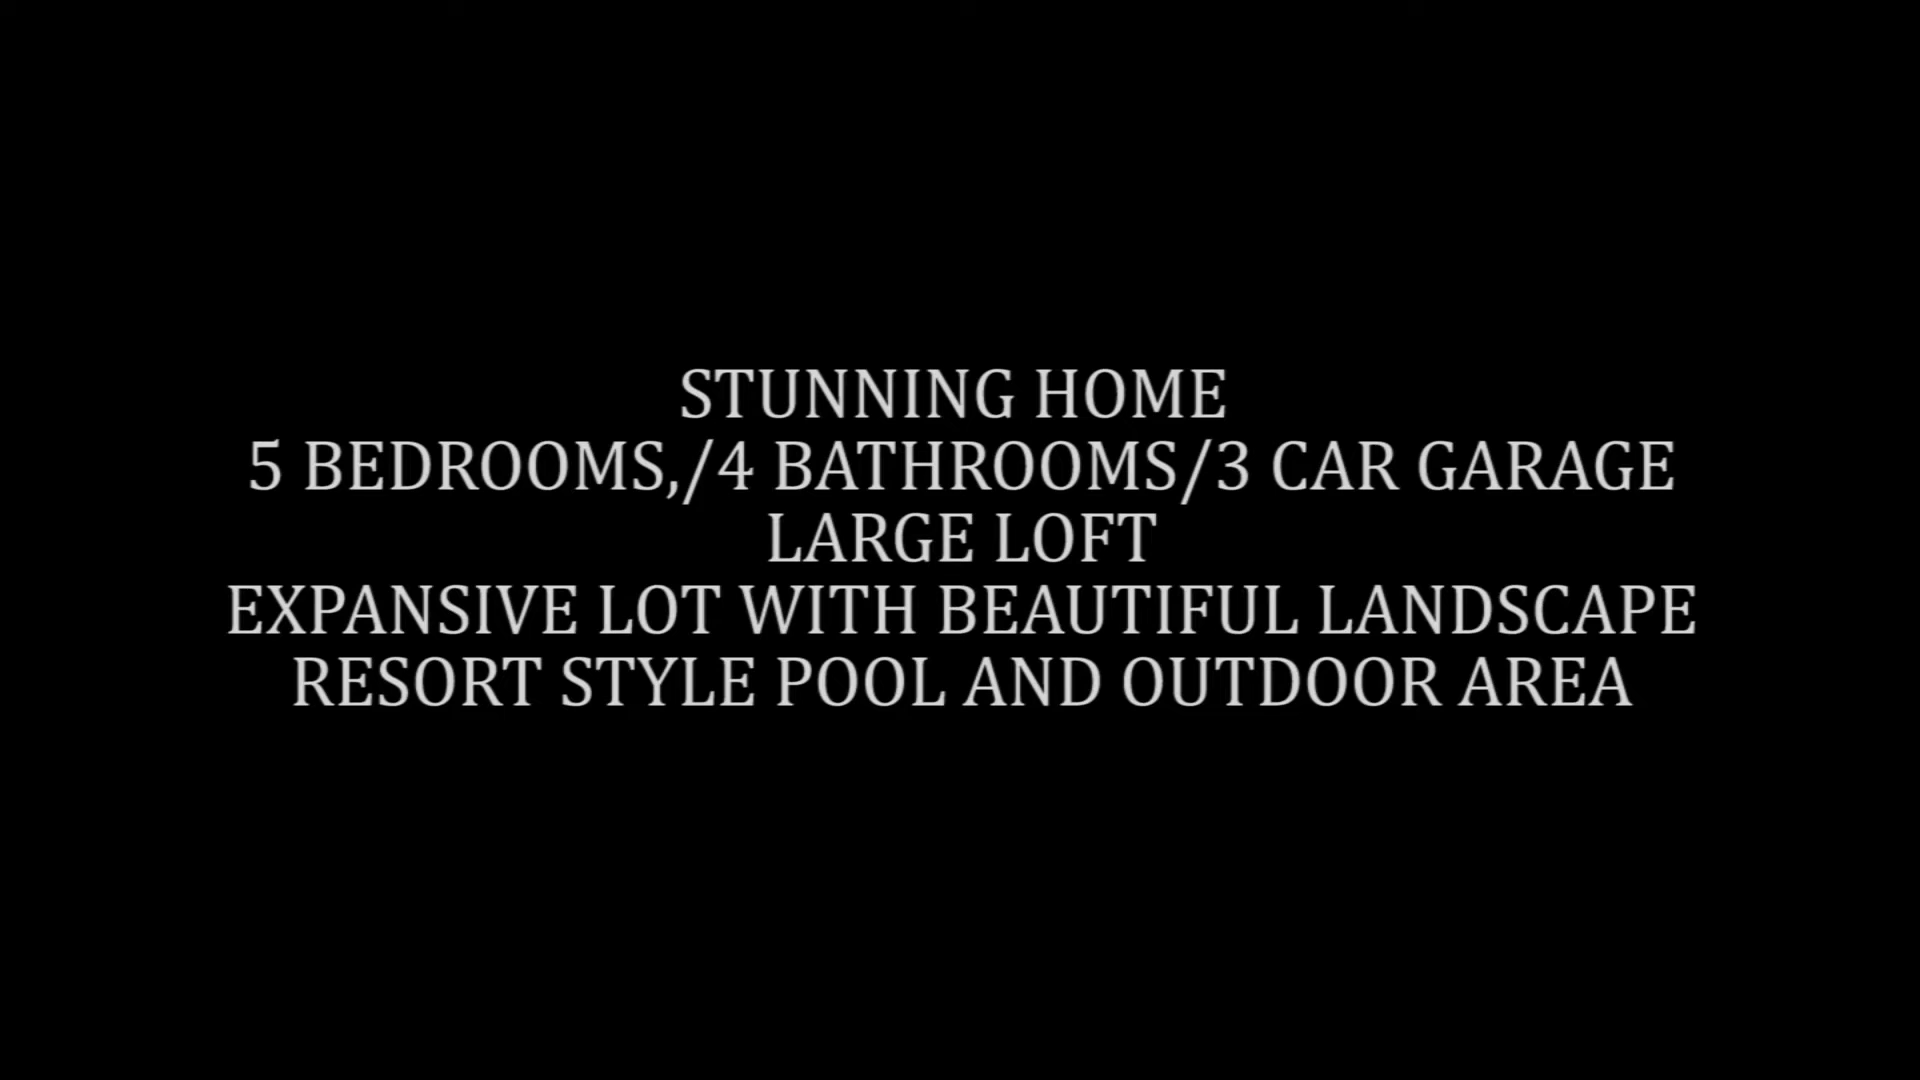 STUNNING HOME
5 BEDROOMS,/4 BATHROOMS/3 CAR GARAGE
LARGE LOFT
EXPANSIVE LOT WITH BEAUTIFUL LANDSCAPE
RESORT STYLE POOL AND OUTDOOR AREA